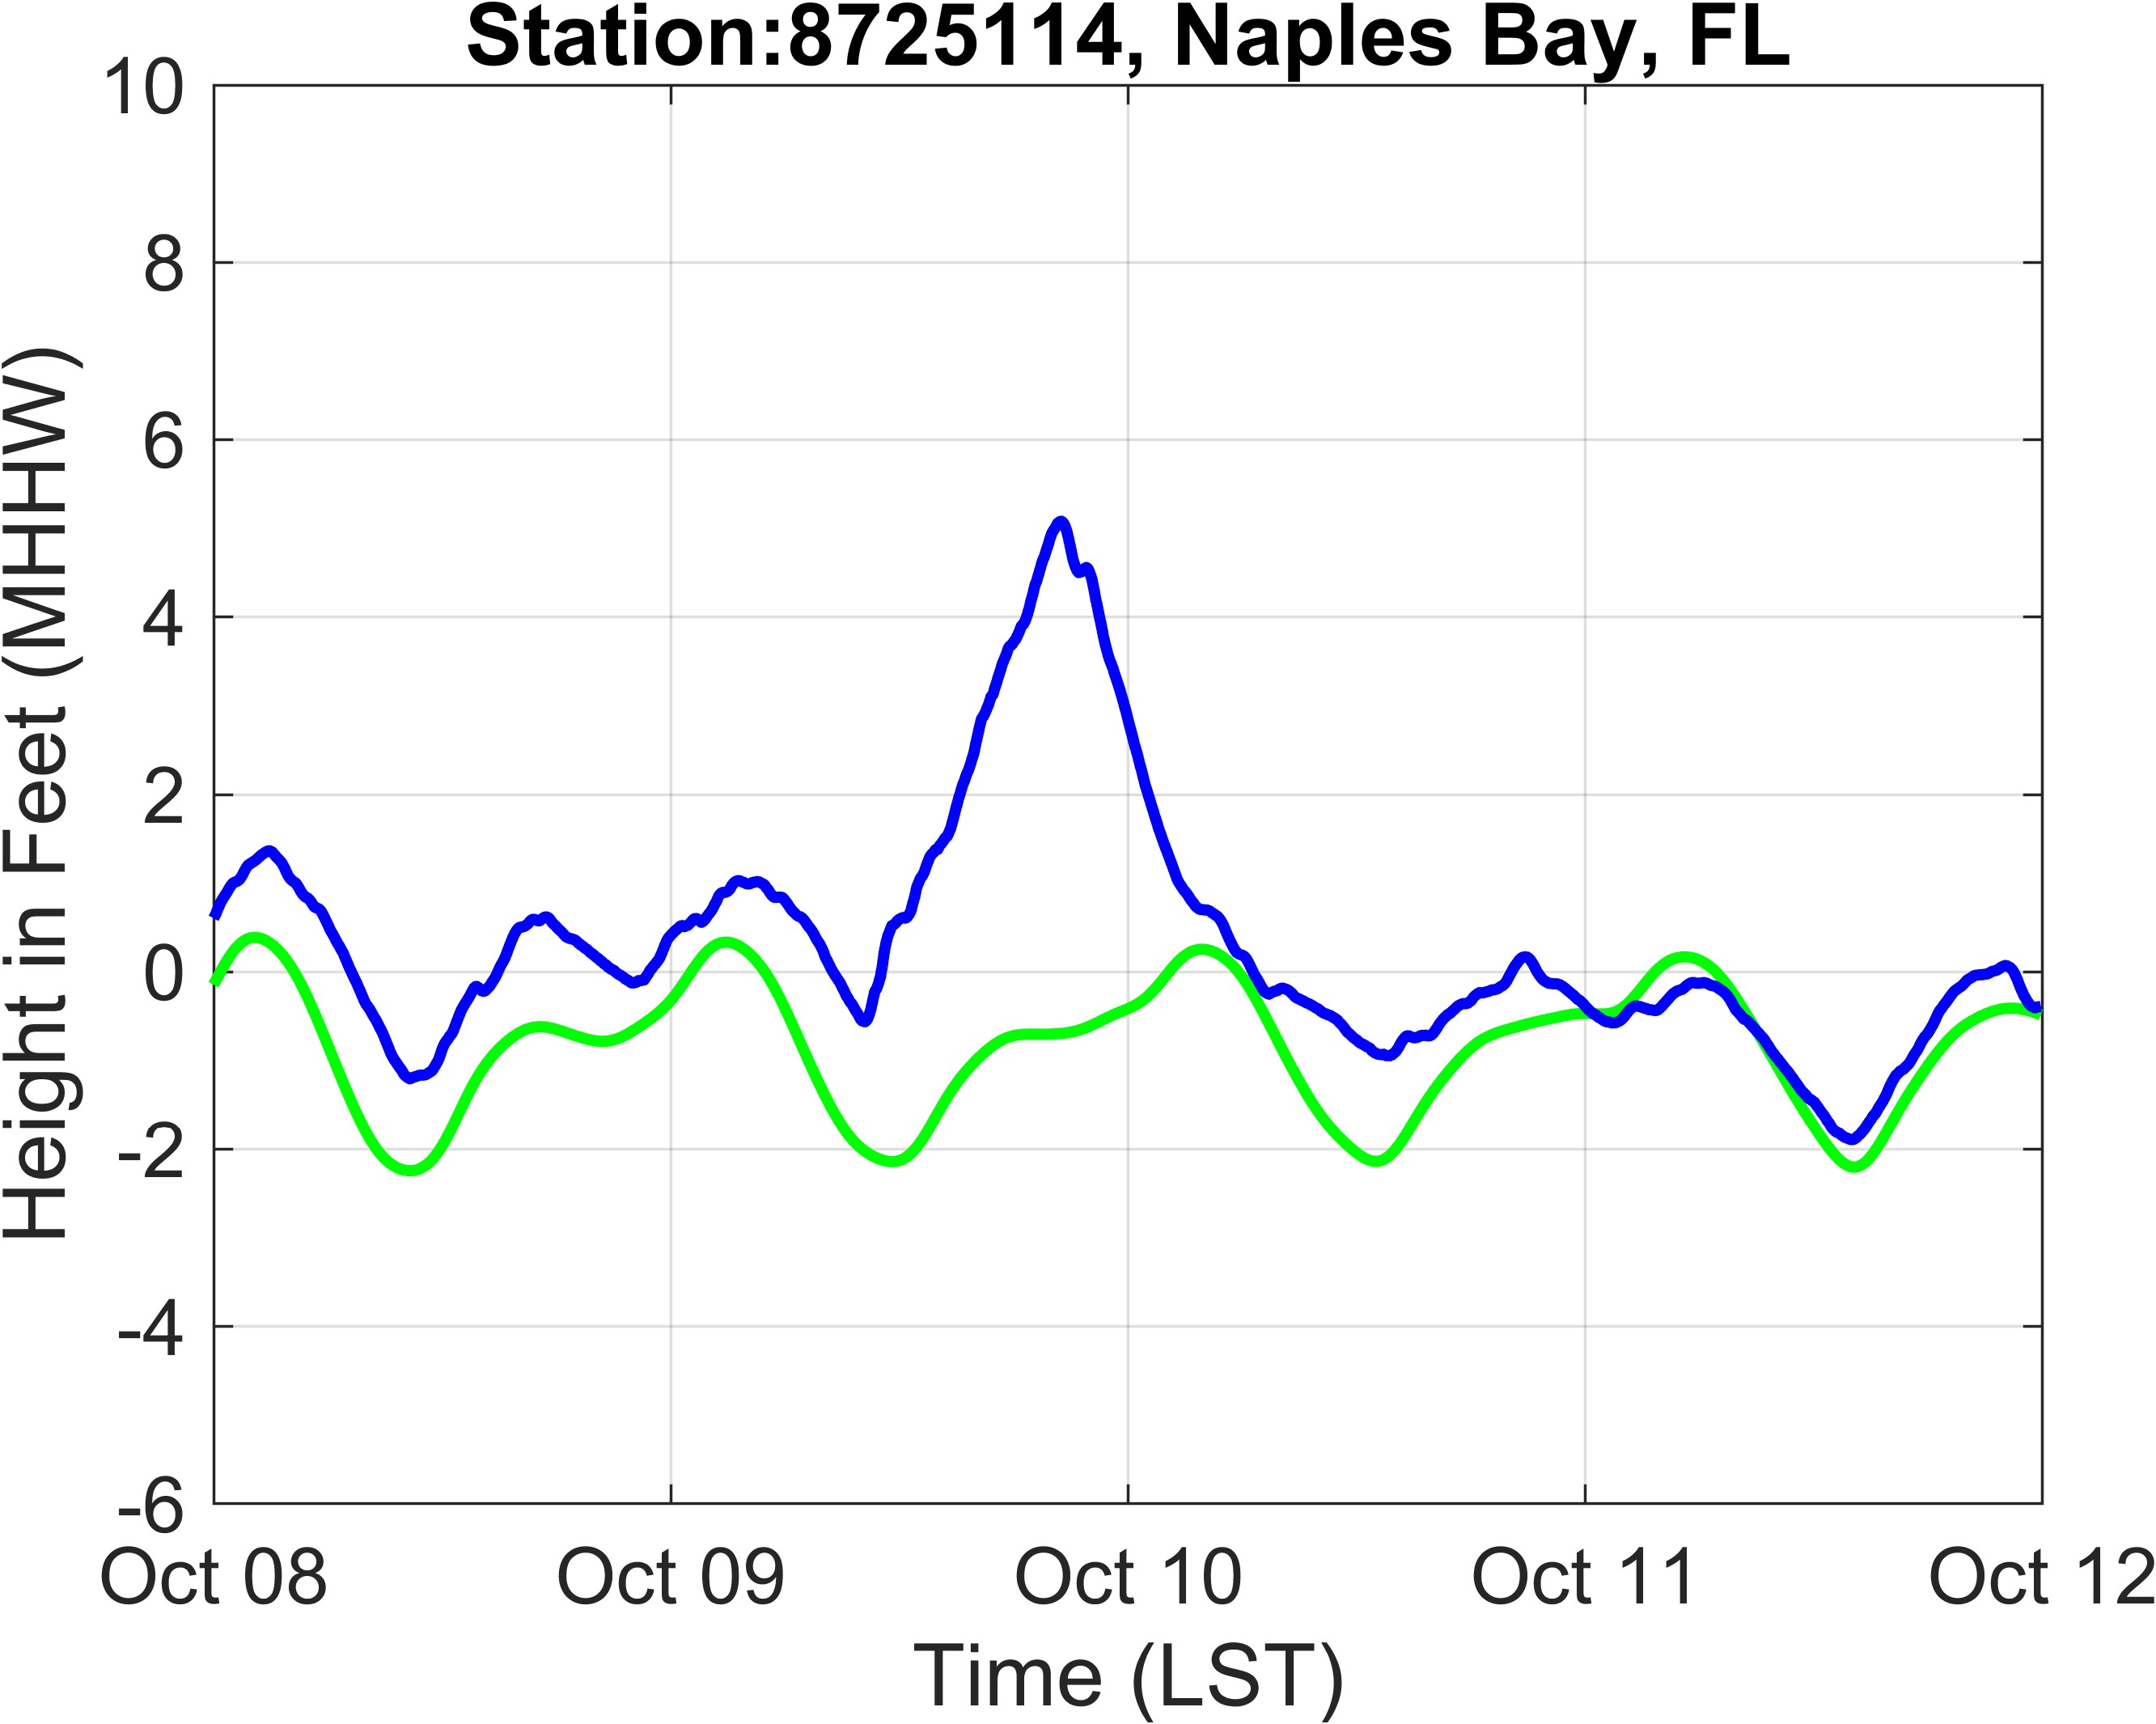 Station:8725114, Naples Bay, FL
10
8
6
4
2
0
-2
-4
-6
Height in Feet (MHHW)
Oct 08
Oct 09
Oct 10
Oct 11
Oct 12
Time (LST)